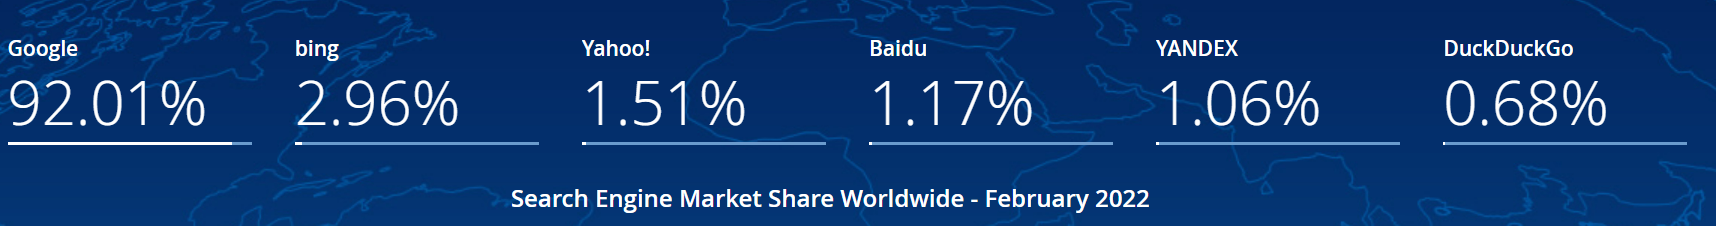 Google bing Yahoo! Baidu YANDEX DuckDuckGo
92.01% 2.96% 1.51% 1.17% 1.06% 0.68%
Search Engine Market Share Worldwide - February 2022